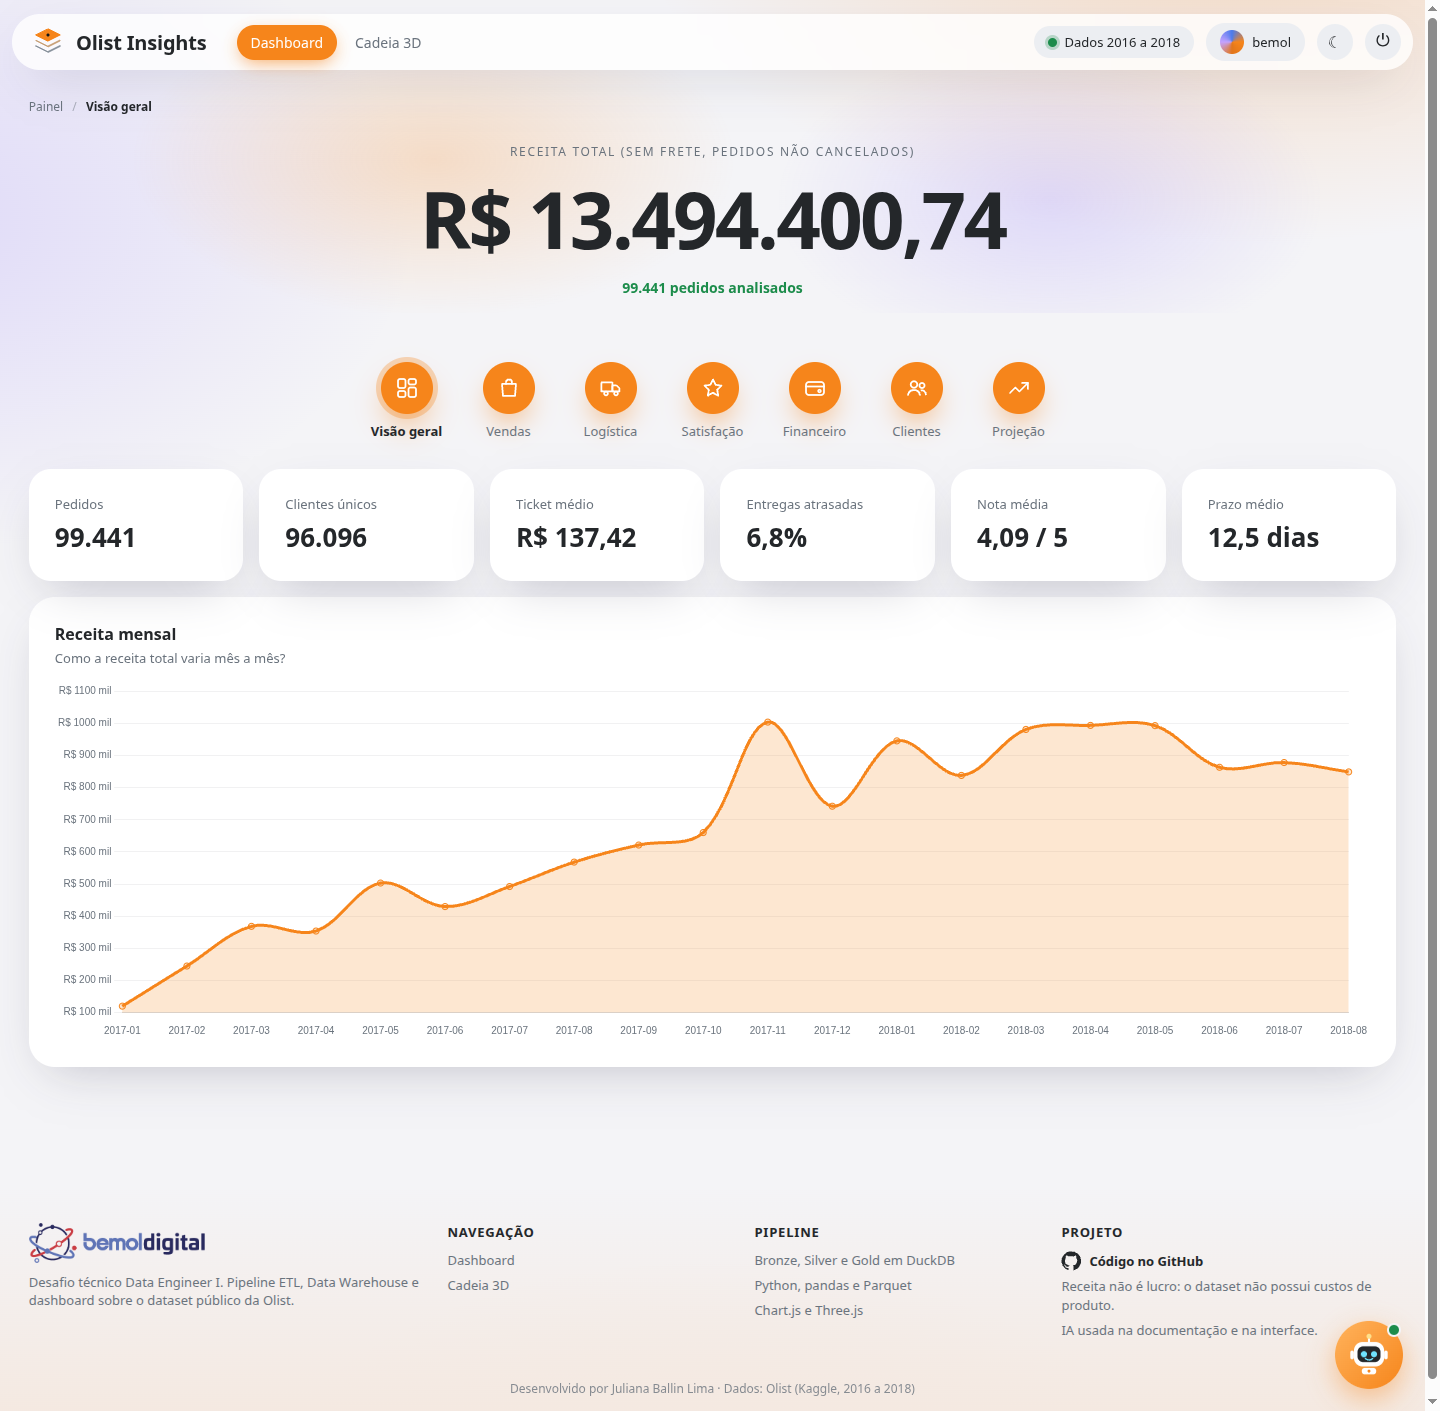 Olist Insights
Dashboard
Cadeia 3D
Dados 2016 a 2018
bemol
Painel / Visão geral
RECEITA TOTAL (SEM FRETE, PEDIDOS NÃO CANCELADOS)
R$ 13.494.400,74
99.441 pedidos analisados
Visão geral
Vendas
Logística
Satisfação
Financeiro
Clientes
Projeção
Pedidos
99.441
Clientes únicos
96.096
Ticket médio
R$ 137,42
Entregas atrasadas
6,8%
Nota média
4,09 / 5
Prazo médio
12,5 dias
Receita mensal
Como a receita total varia mês a mês?
R$ 1100 mil
R$ 1000 mil
R$ 900 mil
R$ 800 mil
R$ 700 mil
R$ 600 mil
R$ 500 mil
R$ 400 mil
R$ 300 mil
R$ 200 mil
R$ 100 mil
2017-01 2017-02 2017-03 2017-04 2017-05 2017-06 2017-07 2017-08 2017-09 2017-10 2017-11 2017-12 2018-01 2018-02 2018-03 2018-04 2018-05 2018-06 2018-07 2018-08
bemoldigital
Desafio técnico Data Engineer I. Pipeline ETL, Data Warehouse e
dashboard sobre o dataset público da Olist.
NAVEGAÇÃO
Dashboard
Cadeia 3D
PIPELINE
Bronze, Silver e Gold em DuckDB
Python, pandas e Parquet
Chart.js e Three.js
PROJETO
Código no GitHub
Receita não é lucro: o dataset não possui custos de
produto.
IA usada na documentação e na interface.
Desenvolvido por Juliana Ballin Lima · Dados: Olist (Kaggle, 2016 a 2018)